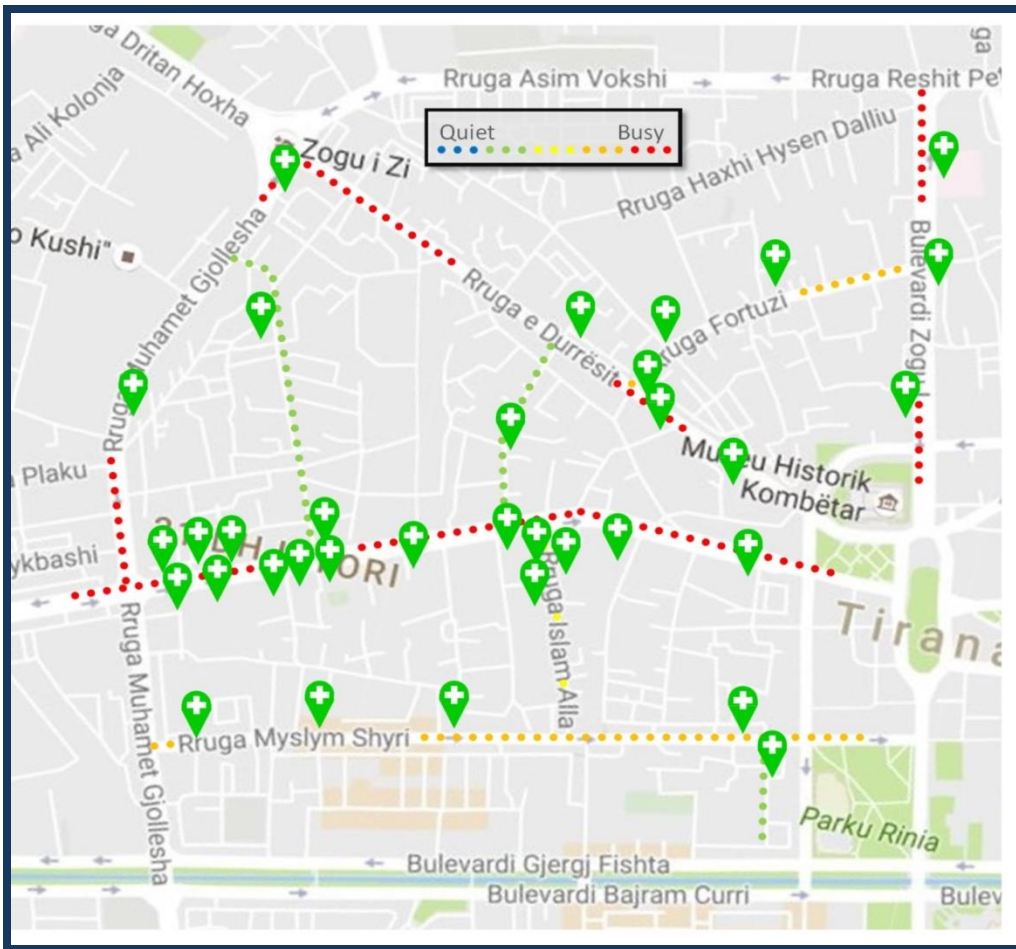 ga Dritan Hoxha
ga
Rruga Asim Vokshi
Rruga Reshit Pe
a Ali Kolonja
Quiet
Busy
Zogu i Zi
Rruga Haxhi Hysen Dalliu
o Kushi"
Rruga Muhamet Gjollesha
Rruga e Durrësit
Rruga Fortuzi
Bulevardi Zogu I
Muzeu Historik
Kombëtar
Plaku
ykbashi
Rruga Islam Alla
Tirana
Rruga Muhamet Gjollesha
Rruga Myslym Shyri
Parku Rinia
Bulevardi Gjergj Fishta
Bulevardi Bajram Curri
Bulev